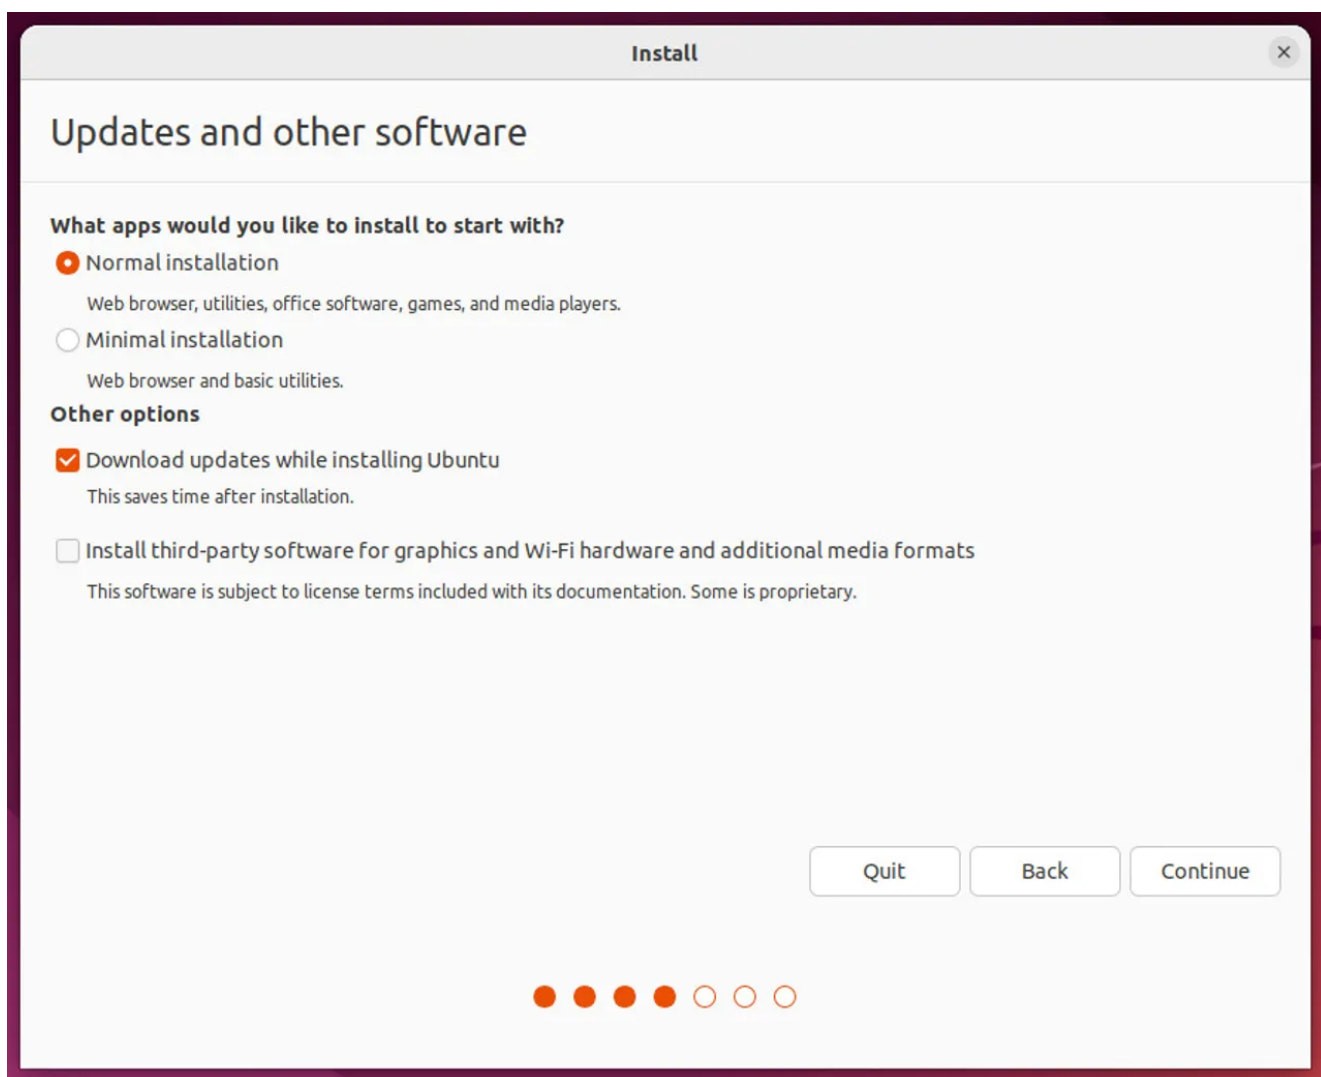 Install
Updates and other software
What apps would you like to install to start with?
Normal installation
Web browser, utilities, office software, games, and media players.
Minimal installation
Web browser and basic utilities.
Other options
Download updates while installing Ubuntu
This saves time after installation.
Install third-party software for graphics and Wi-Fi hardware and additional media formats
This software is subject to license terms included with its documentation. Some is proprietary.
Quit
Back
Continue